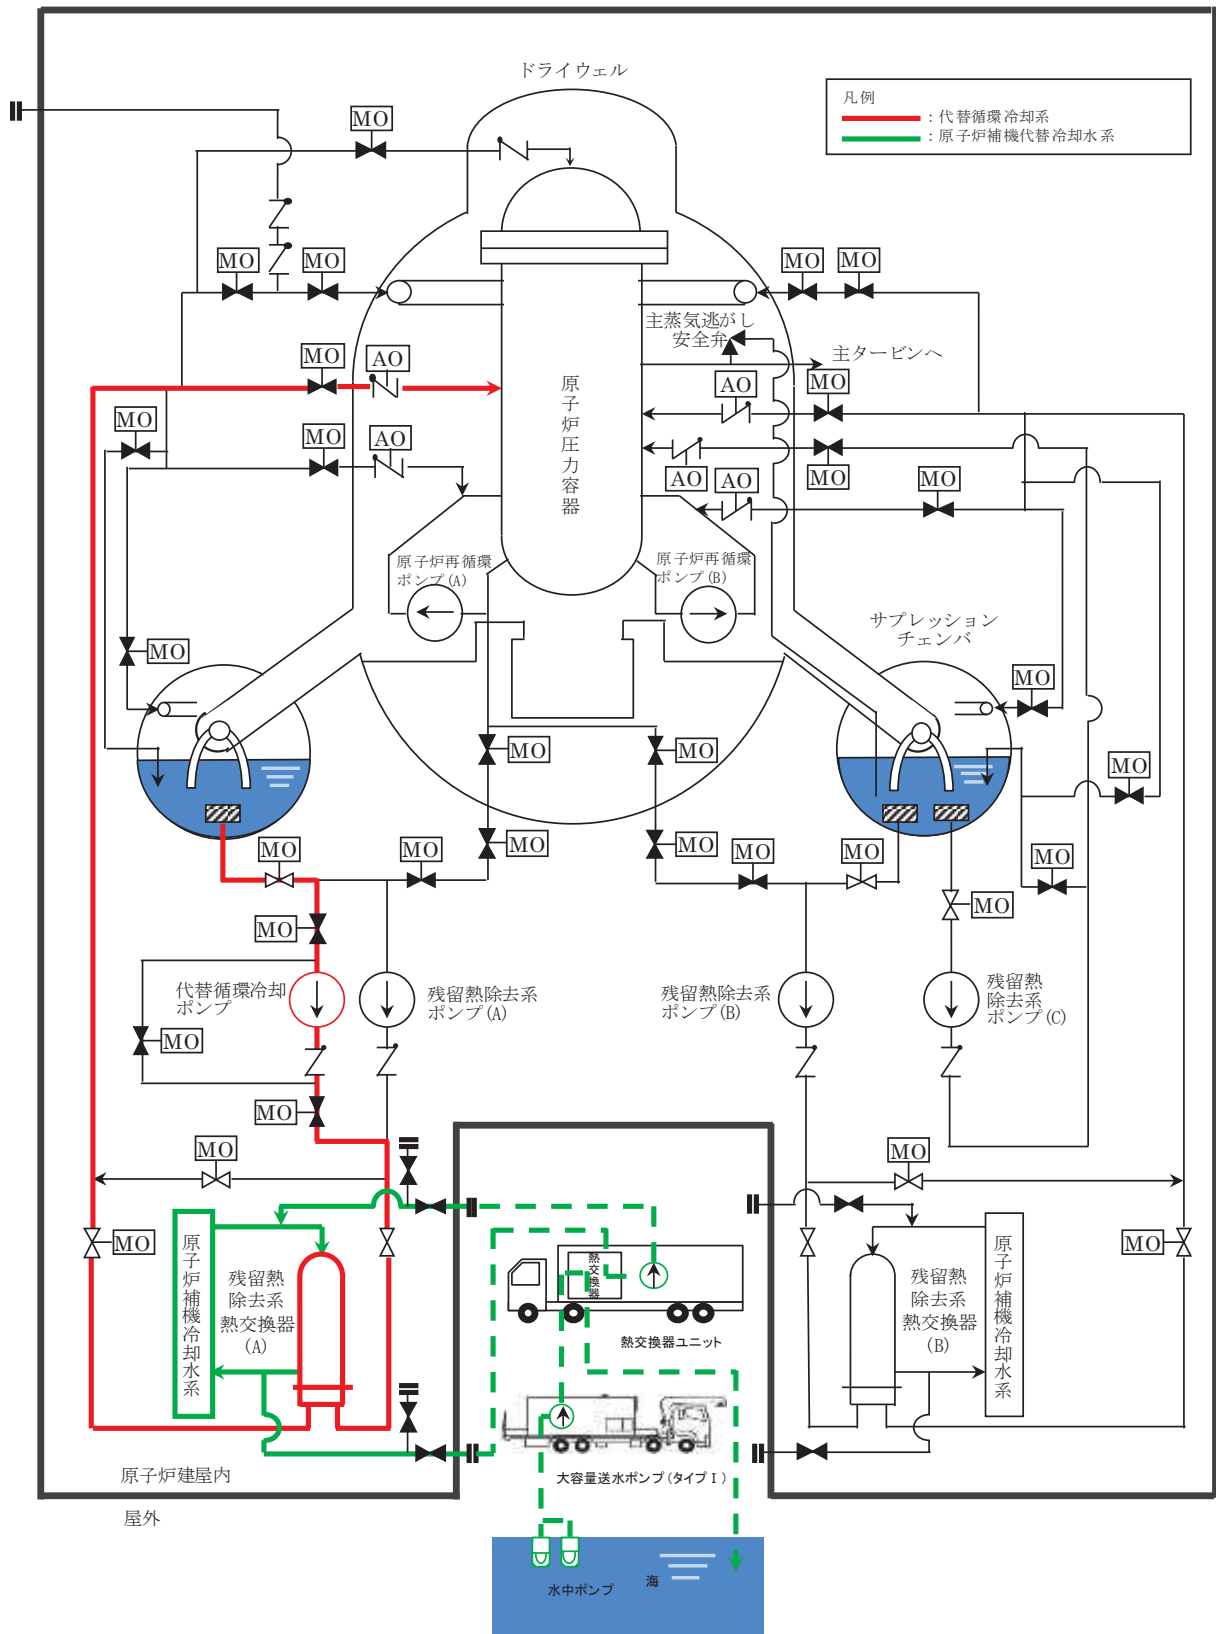 ドライウェル
凡例
：代替循環冷却系
：原子炉補機代替冷却水系
MO
MO
MO
MO
MO
主蒸気逃がし
安全弁
主タービンへ
MO
AO
原子炉圧力容器
AO
MO
MO
MO
AO
AO
MO
AO
MO
原子炉再循環
ポンプ(A)
原子炉再循環
ポンプ(B)
サプレッション
チェンバ
MO
MO
MO
MO
MO
MO
MO
MO
MO
MO
MO
MO
MO
MO
代替循環冷却
ポンプ
残留熱除去系
ポンプ(A)
残留熱除去系
ポンプ(B)
残留熱
除去系
ポンプ(C)
MO
MO
MO
MO
MO
MO
原子炉補機冷却水系
残留熱
除去系
熱交換器
(A)
熱交換器
熱交換器ユニット
残留熱
除去系
熱交換器
(B)
原子炉補機冷却水系
大容量送水ポンプ(タイプⅠ)
原子炉建屋内
屋外
水中ポンプ
海